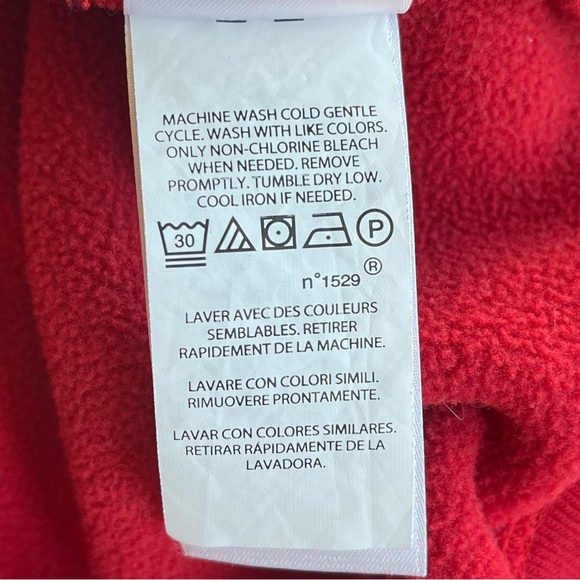 MACHINE WASH COLD GENTLE
CYCLE. WASH WITH LIKE COLORS.
ONLY NON-CHLORINE BLEACH
WHEN NEEDED. REMOVE
PROMPTLY. TUMBLE DRY LOW.
COOL IRON IF NEEDED.
30 P
n°1529 ®
LAVER AVEC DES COULEURS
SEMBLABLES. RETIRER
RAPIDEMENT DE LA MACHINE.
LAVARE CON COLORI SIMILI.
RIMUOVERE PRONTAMENTE.
LAVAR CON COLORES SIMILARES.
RETIRAR RÁPIDAMENTE DE LA
LAVADORA.